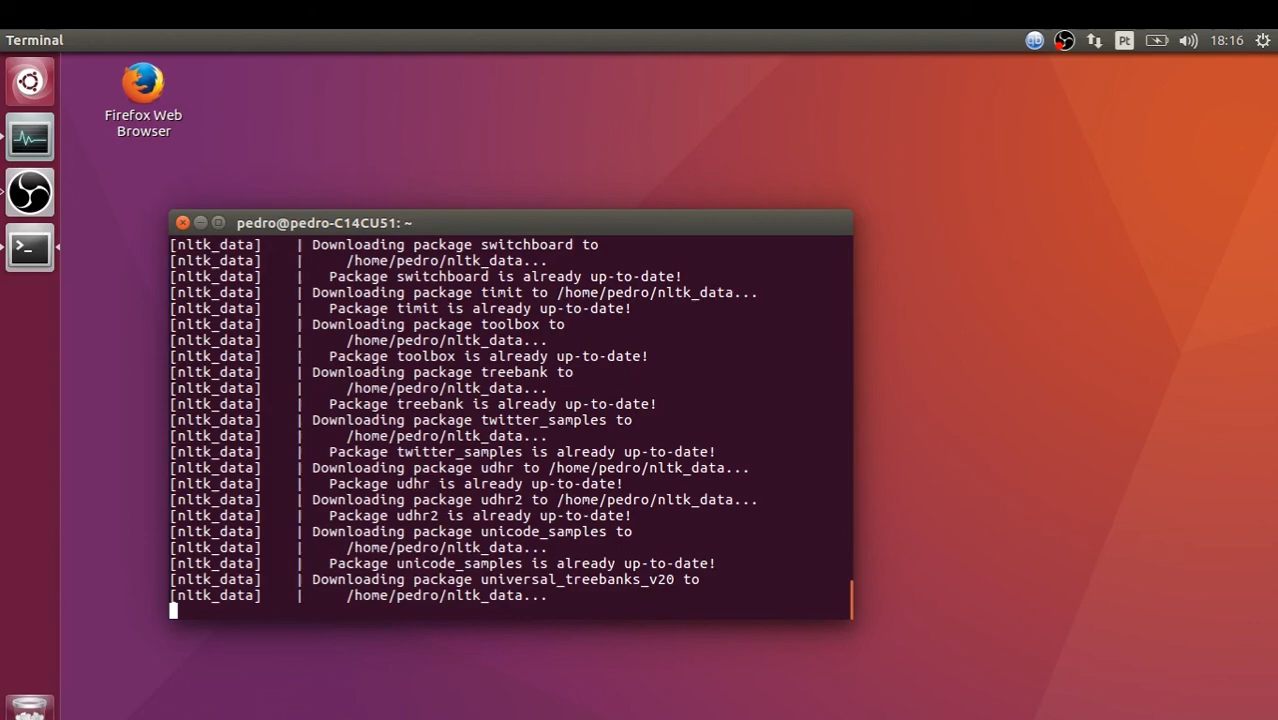 Terminal
Pt
18:16
Firefox Web
Browser
pedro@pedro-C14CU51: ~
[nltk_data]    | Downloading package switchboard to
[nltk_data]    |     /home/pedro/nltk_data...
[nltk_data]    |   Package switchboard is already up-to-date!
[nltk_data]    | Downloading package timit to /home/pedro/nltk_data...
[nltk_data]    |   Package timit is already up-to-date!
[nltk_data]    | Downloading package toolbox to
[nltk_data]    |     /home/pedro/nltk_data...
[nltk_data]    |   Package toolbox is already up-to-date!
[nltk_data]    | Downloading package treebank to
[nltk_data]    |     /home/pedro/nltk_data...
[nltk_data]    |   Package treebank is already up-to-date!
[nltk_data]    | Downloading package twitter_samples to
[nltk_data]    |     /home/pedro/nltk_data...
[nltk_data]    |   Package twitter_samples is already up-to-date!
[nltk_data]    | Downloading package udhr to /home/pedro/nltk_data...
[nltk_data]    |   Package udhr is already up-to-date!
[nltk_data]    | Downloading package udhr2 to /home/pedro/nltk_data...
[nltk_data]    |   Package udhr2 is already up-to-date!
[nltk_data]    | Downloading package unicode_samples to
[nltk_data]    |     /home/pedro/nltk_data...
[nltk_data]    |   Package unicode_samples is already up-to-date!
[nltk_data]    | Downloading package universal_treebanks_v20 to
[nltk_data]    |     /home/pedro/nltk_data...